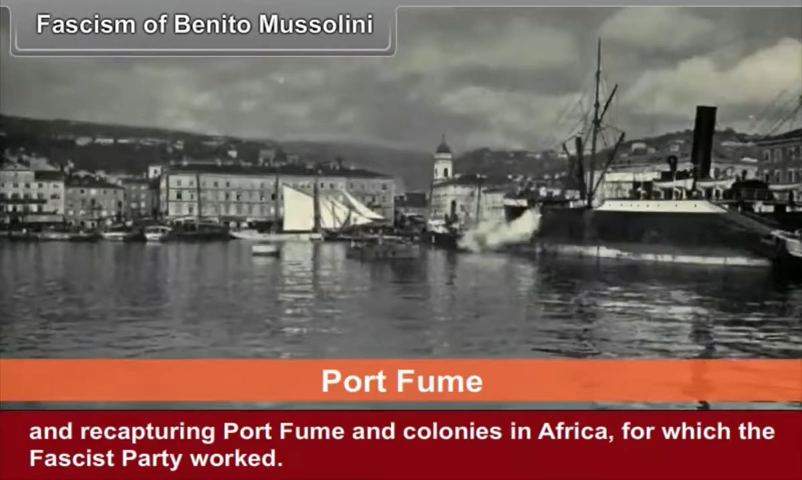 Fascism of Benito Mussolini
Port Fume
and recapturing Port Fume and colonies in Africa, for which the
Fascist Party worked.